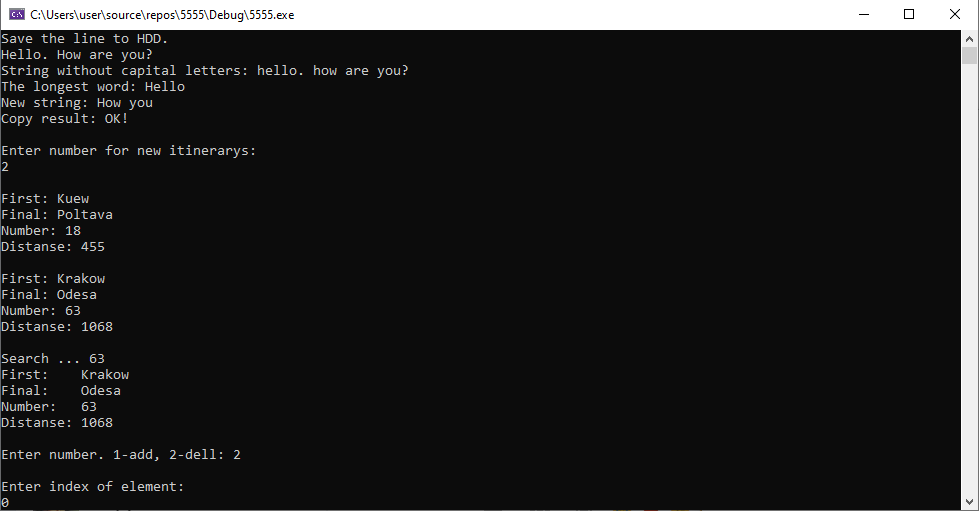 C:\Users\user\source\repos\5555\Debug\5555.exe
Save the line to HDD.
Hello. How are you?
String without capital letters: hello. how are you?
The longest word: Hello
New string: How you
Copy result: OK!
Enter number for new itinerarys:
2
First: Kuew
Final: Poltava
Number: 18
Distanse: 455
First: Krakow
Final: Odesa
Number: 63
Distanse: 1068
Search ... 63
First:    Krakow
Final:    Odesa
Number:   63
Distanse: 1068
Enter number. 1-add, 2-dell: 2
Enter index of element:
0